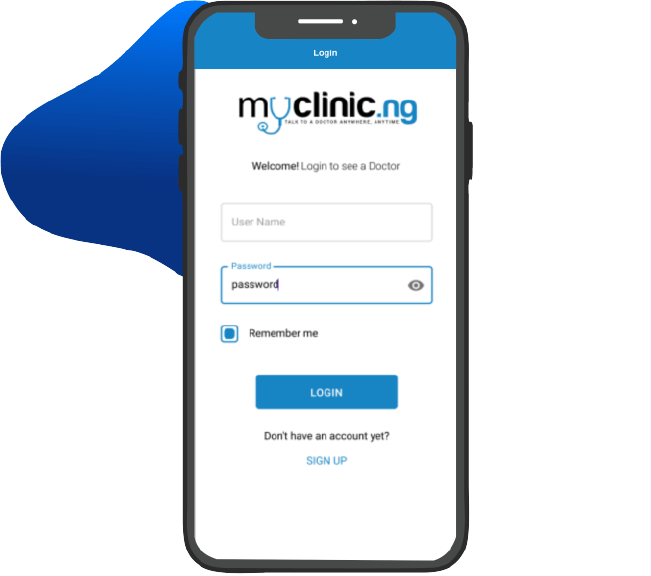 Login
myclinic.ng
TALK TO A DOCTOR ANYWHERE, ANYTIME
Welcome! Login to see a Doctor
User Name
Password
password
Remember me
LOGIN
Don't have an account yet?
SIGN UP